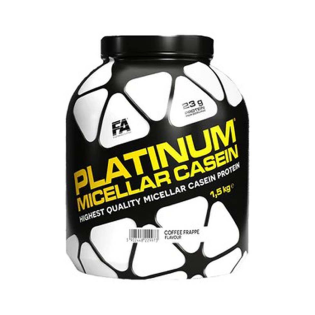 23 g
FA
PLATINUM
MICELLAR CASEIN
HIGHEST QUALITY MICELLAR CASEIN PROTEIN
1,5 kg e
COFFEE FRAPPE
FLAVOUR